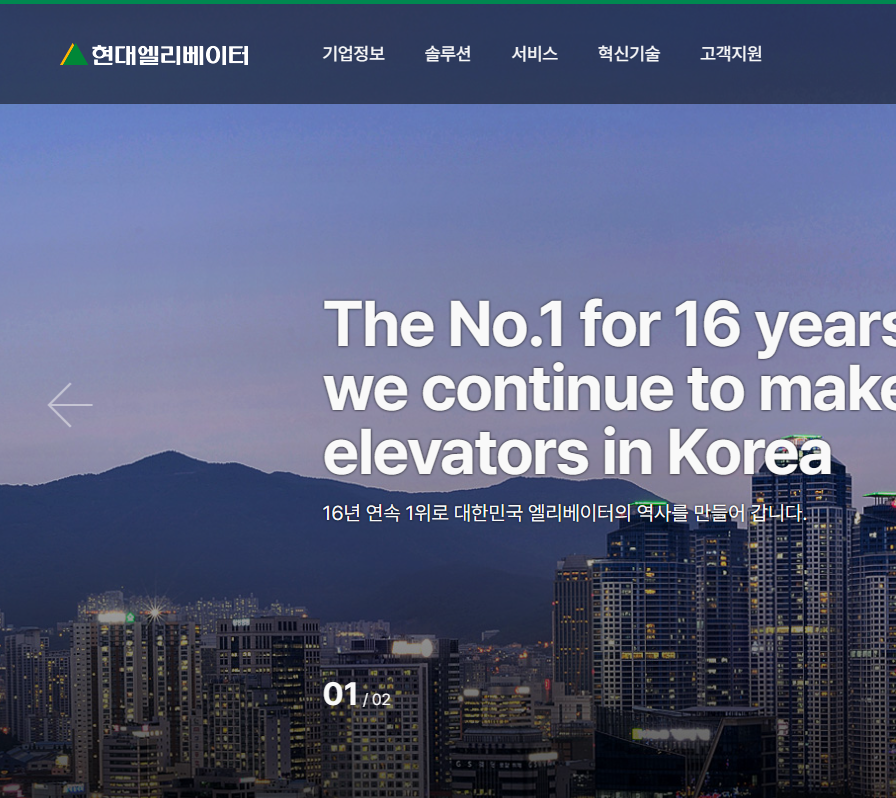 현대엘리베이터
기업정보 솔루션 서비스 혁신기술 고객지원
The No.1 for 16 years
we continue to make
elevators in Korea
16년 연속 1위로 대한민국 엘리베이터의 역사를 만들어 갑니다.
01 / 02